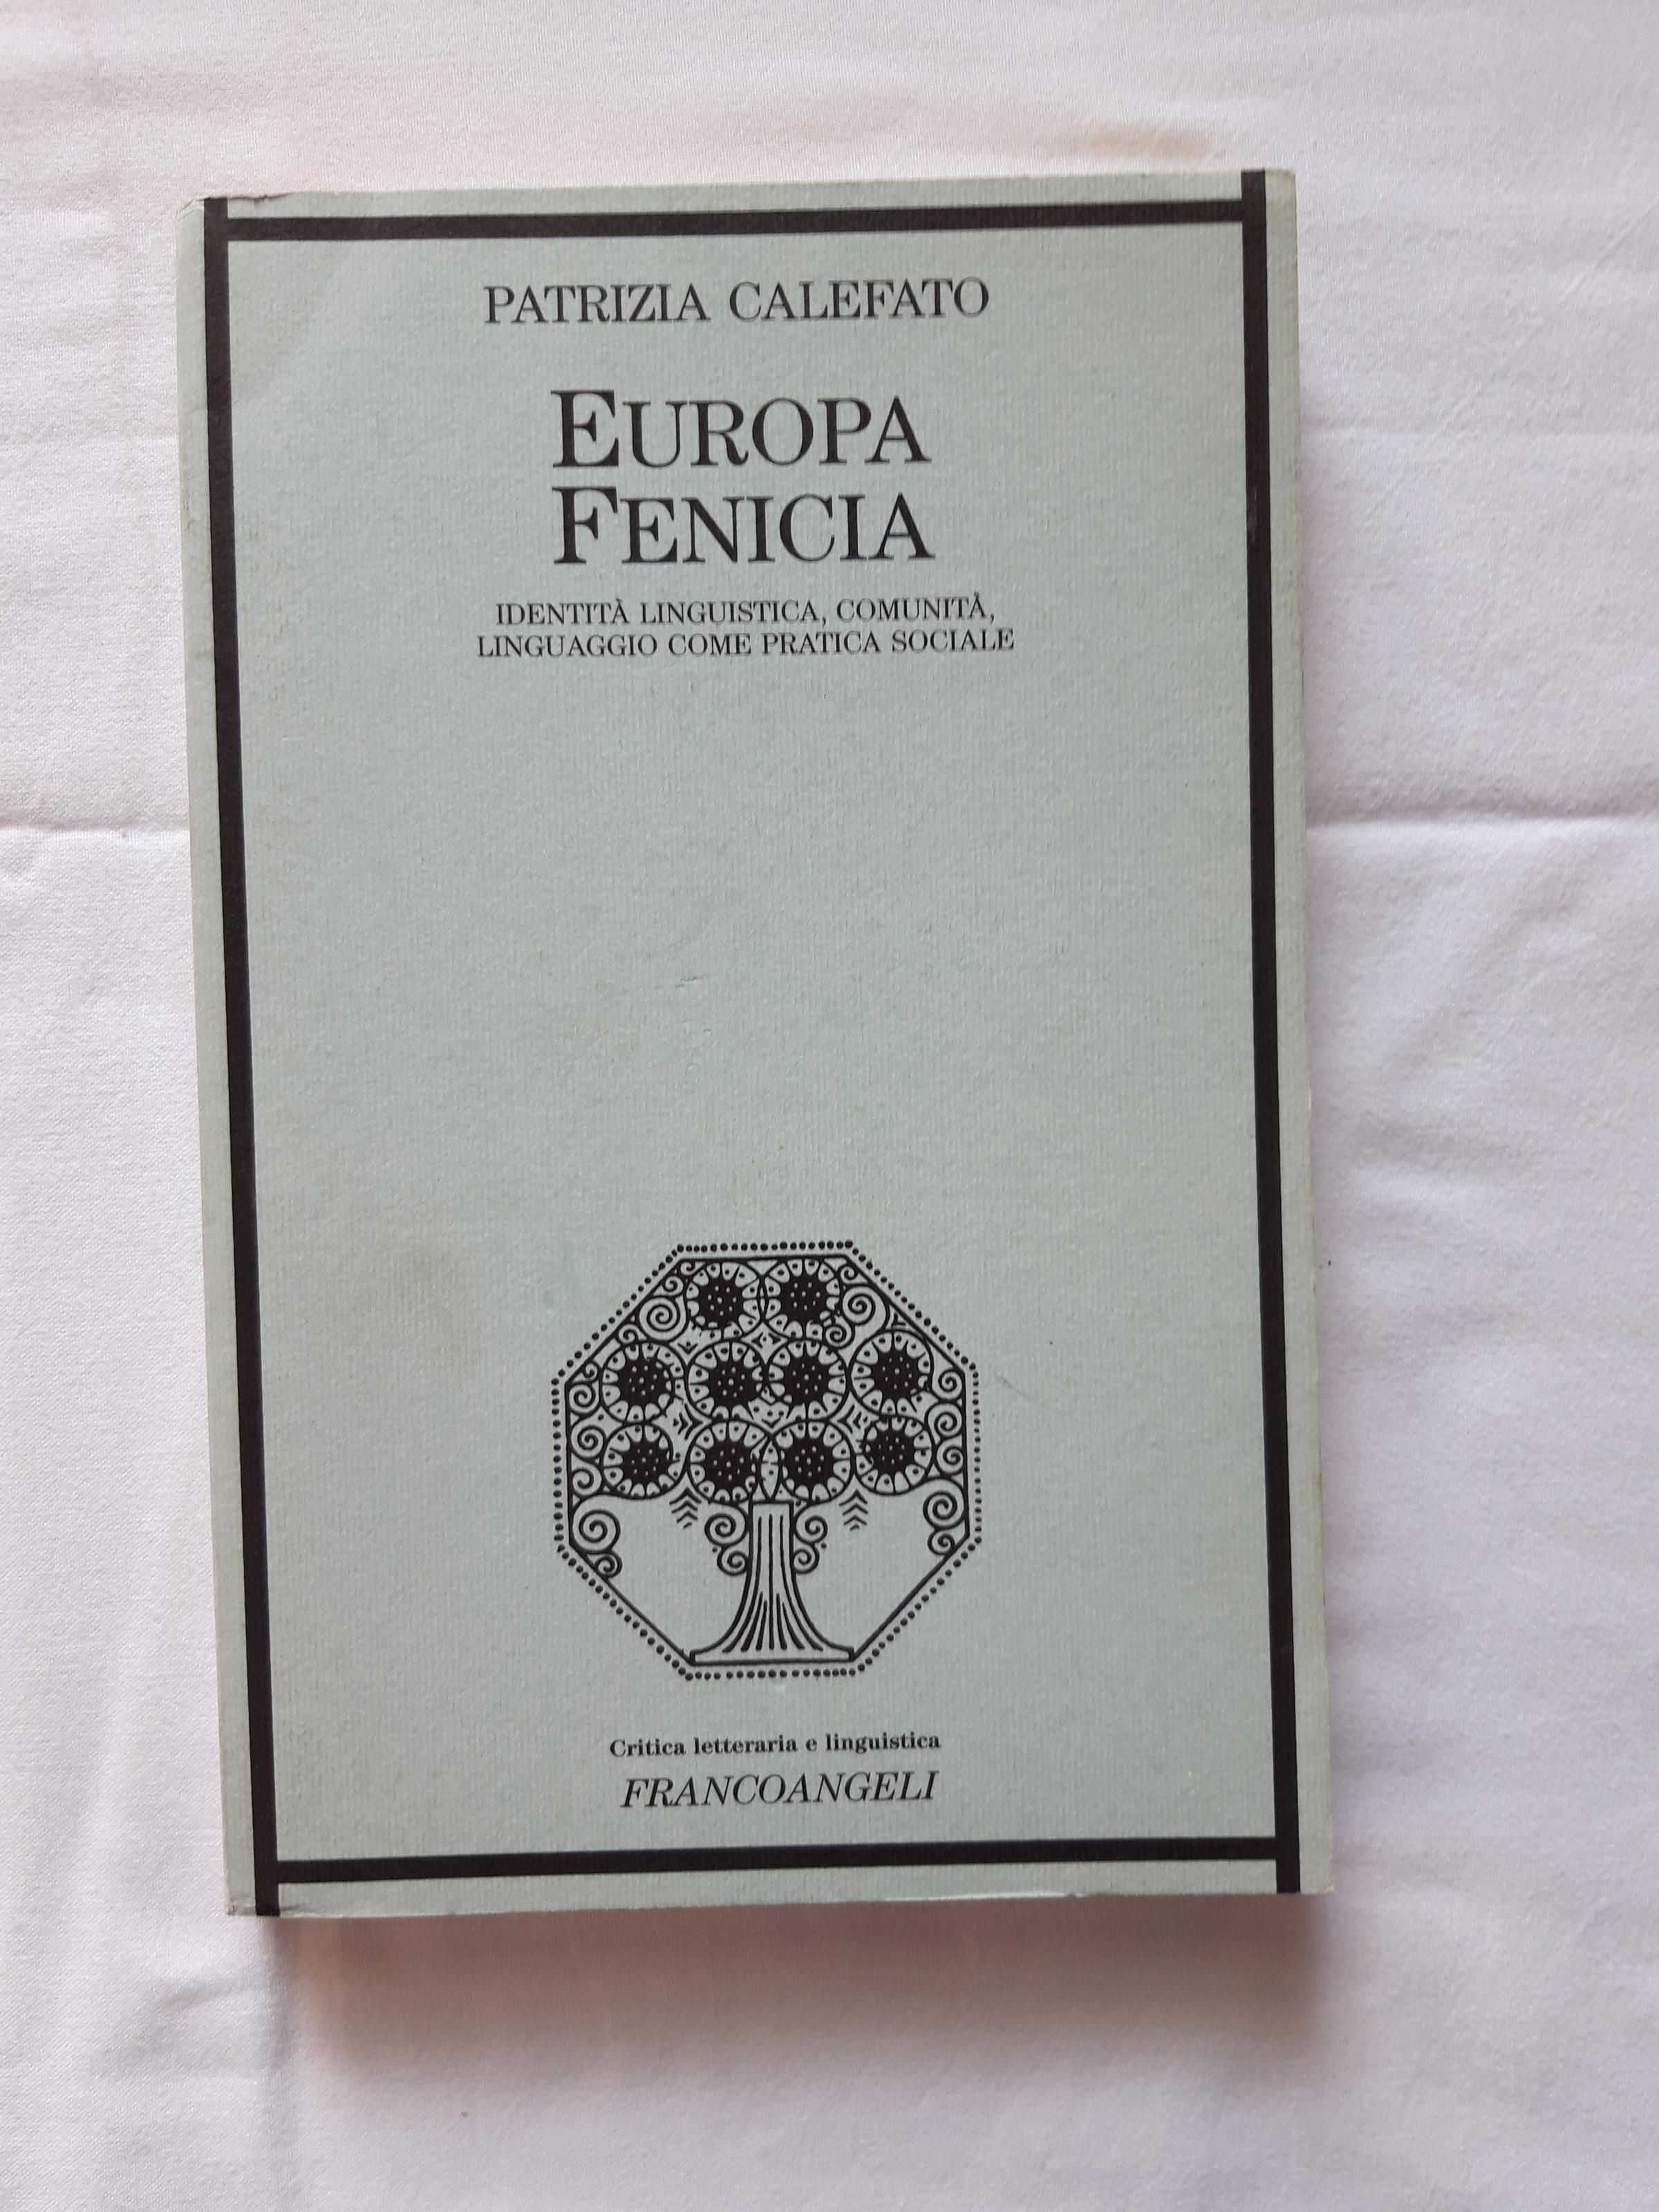 PATRIZIA CALEFATO
EUROPA
FENICIA
IDENTITÀ LINGUISTICA, COMUNITÀ,
LINGUAGGIO COME PRATICA SOCIALE
Critica letteraria e linguistica
FRANCOANGELI